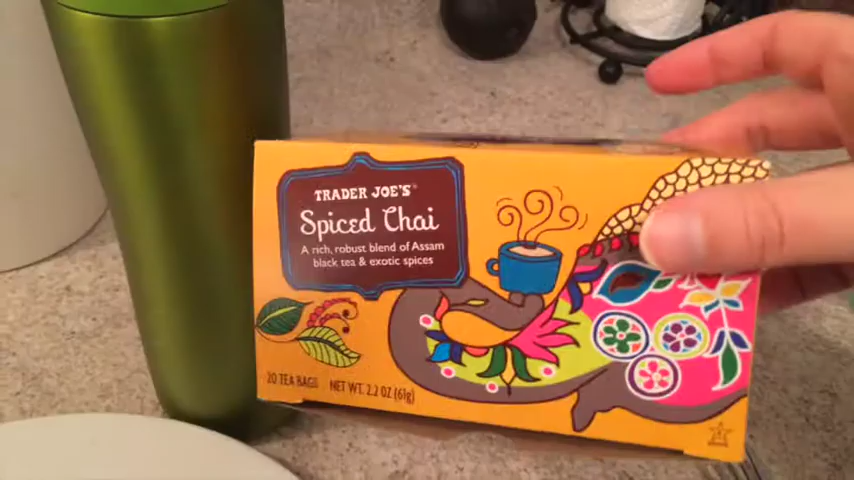 TRADER JOE'S
Spiced Chai
A RICH, ROBUST BLEND OF ASSAM
BLACK TEA & EXOTIC SPICES
20 TEA BAGS NET WT. 2.2 OZ (61g)